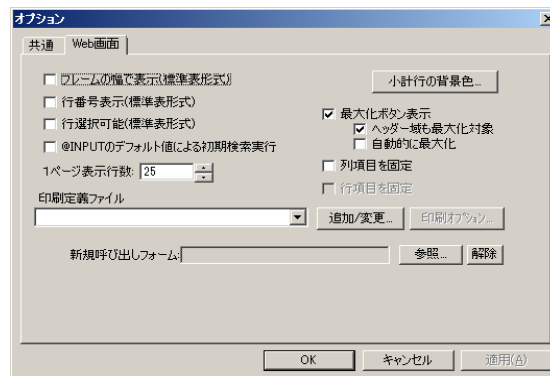 オプション
共通 Web画面
フレームの幅で表示(標準表形式)
行番号表示(標準表形式)
行選択可能(標準表形式)
@INPUTのデフォルト値による初期検索実行
1ページ表示行数: 25
小計行の背景色...
最大化ボタン表示
ヘッダー域も最大化対象
自動的に最大化
列項目を固定
行項目を固定
印刷定義ファイル
追加/変更... 印刷オプション...
新規呼び出しフォーム: 参照... 解除
OK キャンセル 適用(A)